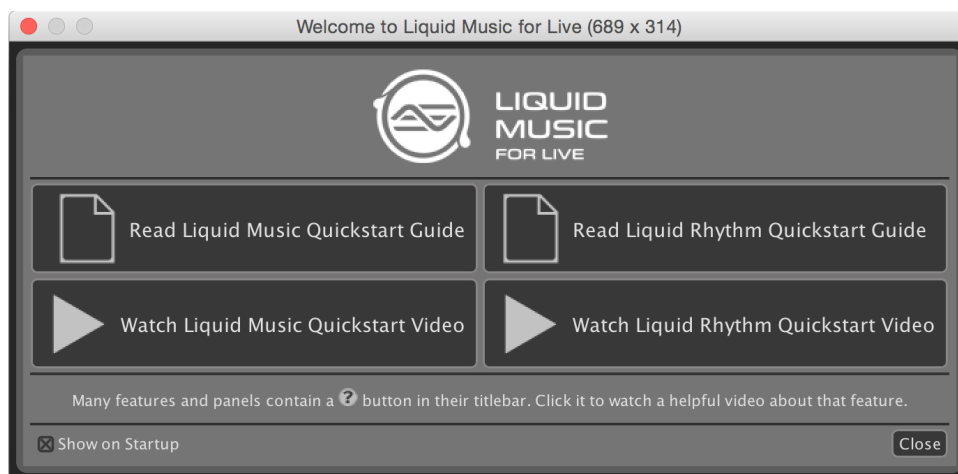 Welcome to Liquid Music for Live (689 x 314)
LIQUID
MUSIC
FOR LIVE
Read Liquid Music Quickstart Guide
Read Liquid Rhythm Quickstart Guide
Watch Liquid Music Quickstart Video
Watch Liquid Rhythm Quickstart Video
Many features and panels contain a ? button in their titlebar. Click it to watch a helpful video about that feature.
Show on Startup
Close